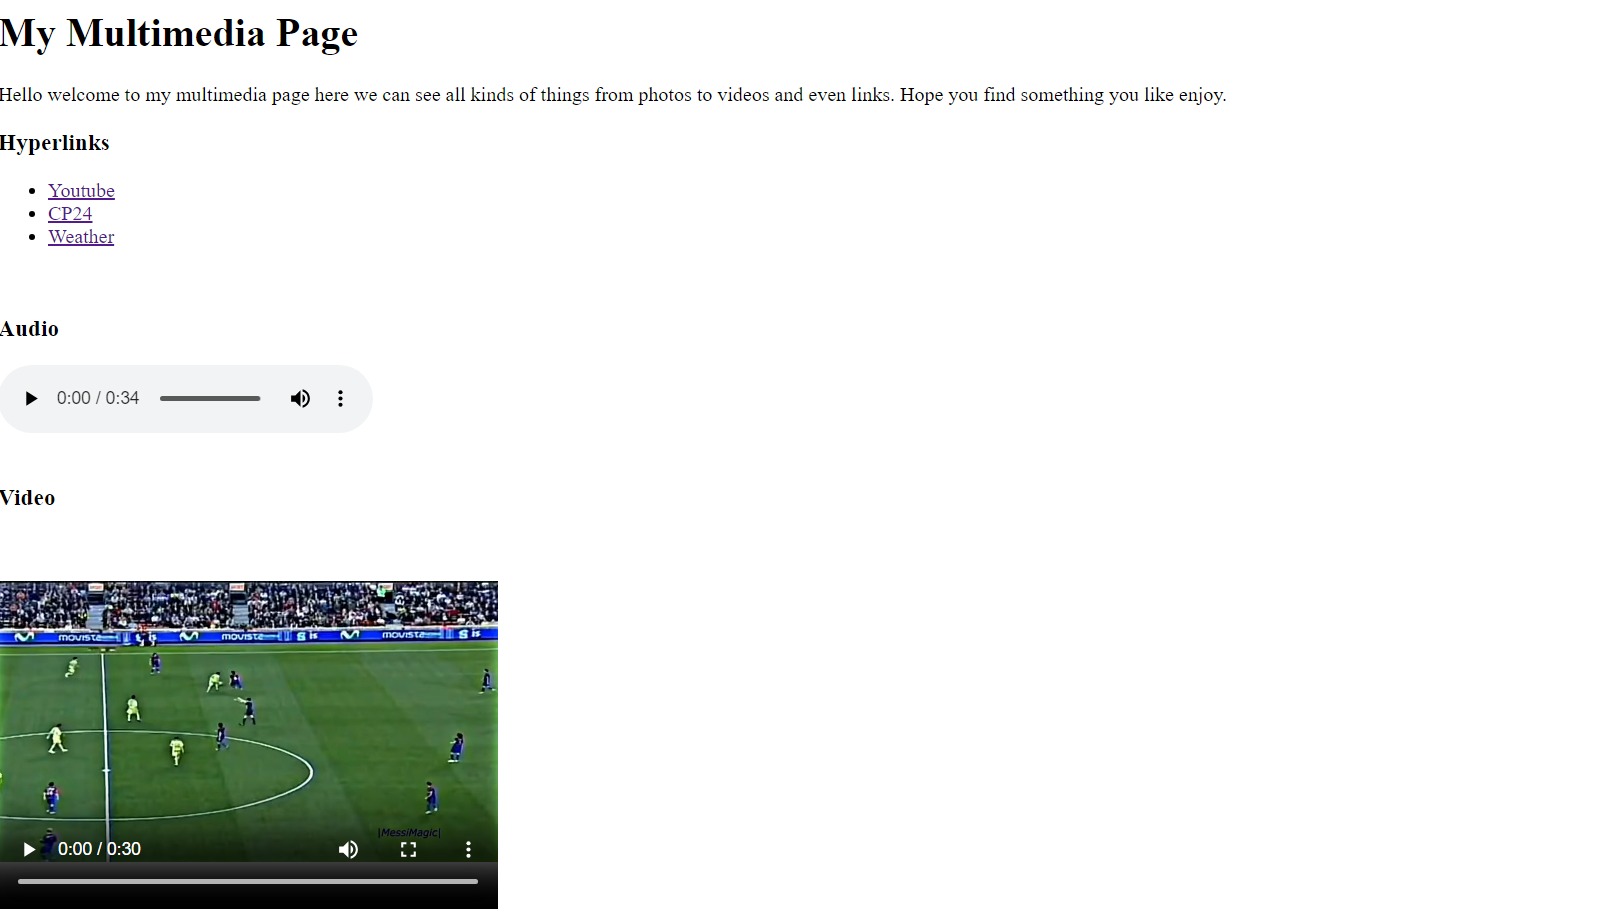 My Multimedia Page
Hello welcome to my multimedia page here we can see all kinds of things from photos to videos and even links. Hope you find something you like enjoy.
Hyperlinks
Youtube
CP24
Weather
Audio
0:00 / 0:34
Video
movistar movistar movistar
|MessiMagic|
0:00 / 0:30